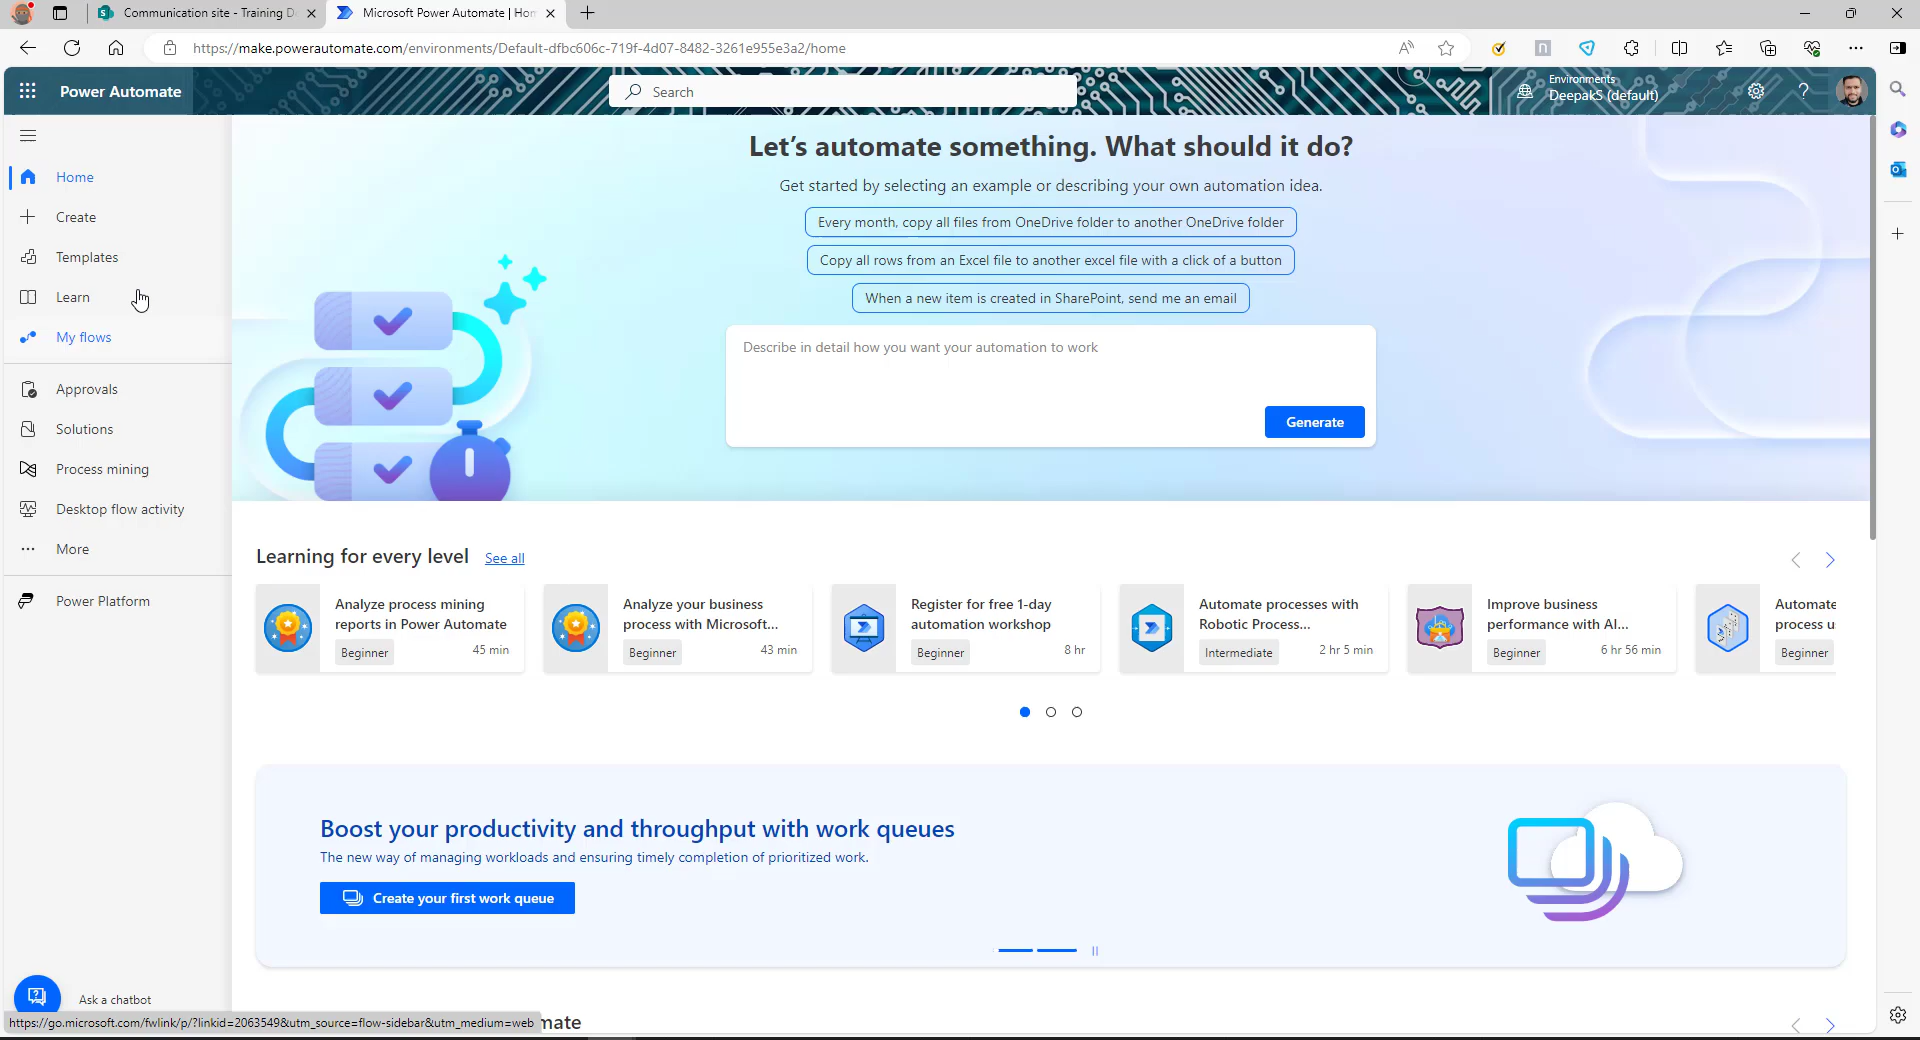 Communication site - Training D
Microsoft Power Automate | Hom
https://make.powerautomate.com/environments/Default-dfbc606c-719f-4d07-8482-3261e955e3a2/home
Power Automate
Search
Environments
DeepakS (default)
Home
Create
Templates
Learn
My flows
Approvals
Solutions
Process mining
Desktop flow activity
More
Power Platform
Ask a chatbot
Let's automate something. What should it do?
Get started by selecting an example or describing your own automation idea.
Every month, copy all files from OneDrive folder to another OneDrive folder
Copy all rows from an Excel file to another excel file with a click of a button
When a new item is created in SharePoint, send me an email
Describe in detail how you want your automation to work
Generate
Learning for every level See all
Analyze process mining
reports in Power Automate
Beginner 45 min
Analyze your business
process with Microsoft...
Beginner 43 min
Register for free 1-day
automation workshop
Beginner 8 hr
Automate processes with
Robotic Process...
Intermediate 2 hr 5 min
Improve business
performance with AI...
Beginner 6 hr 56 min
Automate
process u
Beginner
Boost your productivity and throughput with work queues
The new way of managing workloads and ensuring timely completion of prioritized work.
Create your first work queue
https://go.microsoft.com/fwlink/p/?linkid=2063549&utm_source=flow-sidebar&utm_medium=web
mate